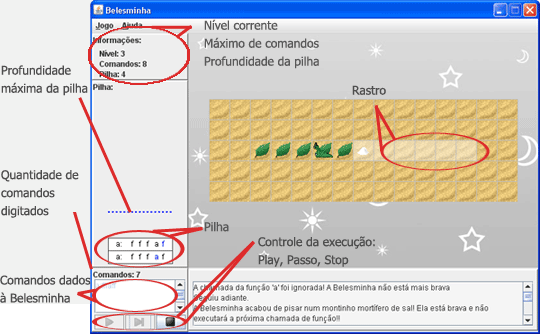 Belesminha
Jogo Ajuda
Informações:
Nível: 3
Comandos: 8
Pilha: 4
Pilha:
Nível corrente
Máximo de comandos
Profundidade da pilha
Rastro
Profundidade
máxima da pilha
Quantidade de
comandos
digitados
Comandos dados
à Belesminha
Pilha
a: f f f a f
a: f f f a f
Controle da execução:
Play, Passo, Stop
Comandos: 7
A chamada da função 'a' foi ignorada! A Belesminha não está mais brava
Seguiu adiante.
A Belesminha acabou de pisar num montinho mortífero de sal! Ela está brava e não
executará a próxima chamada de função!!